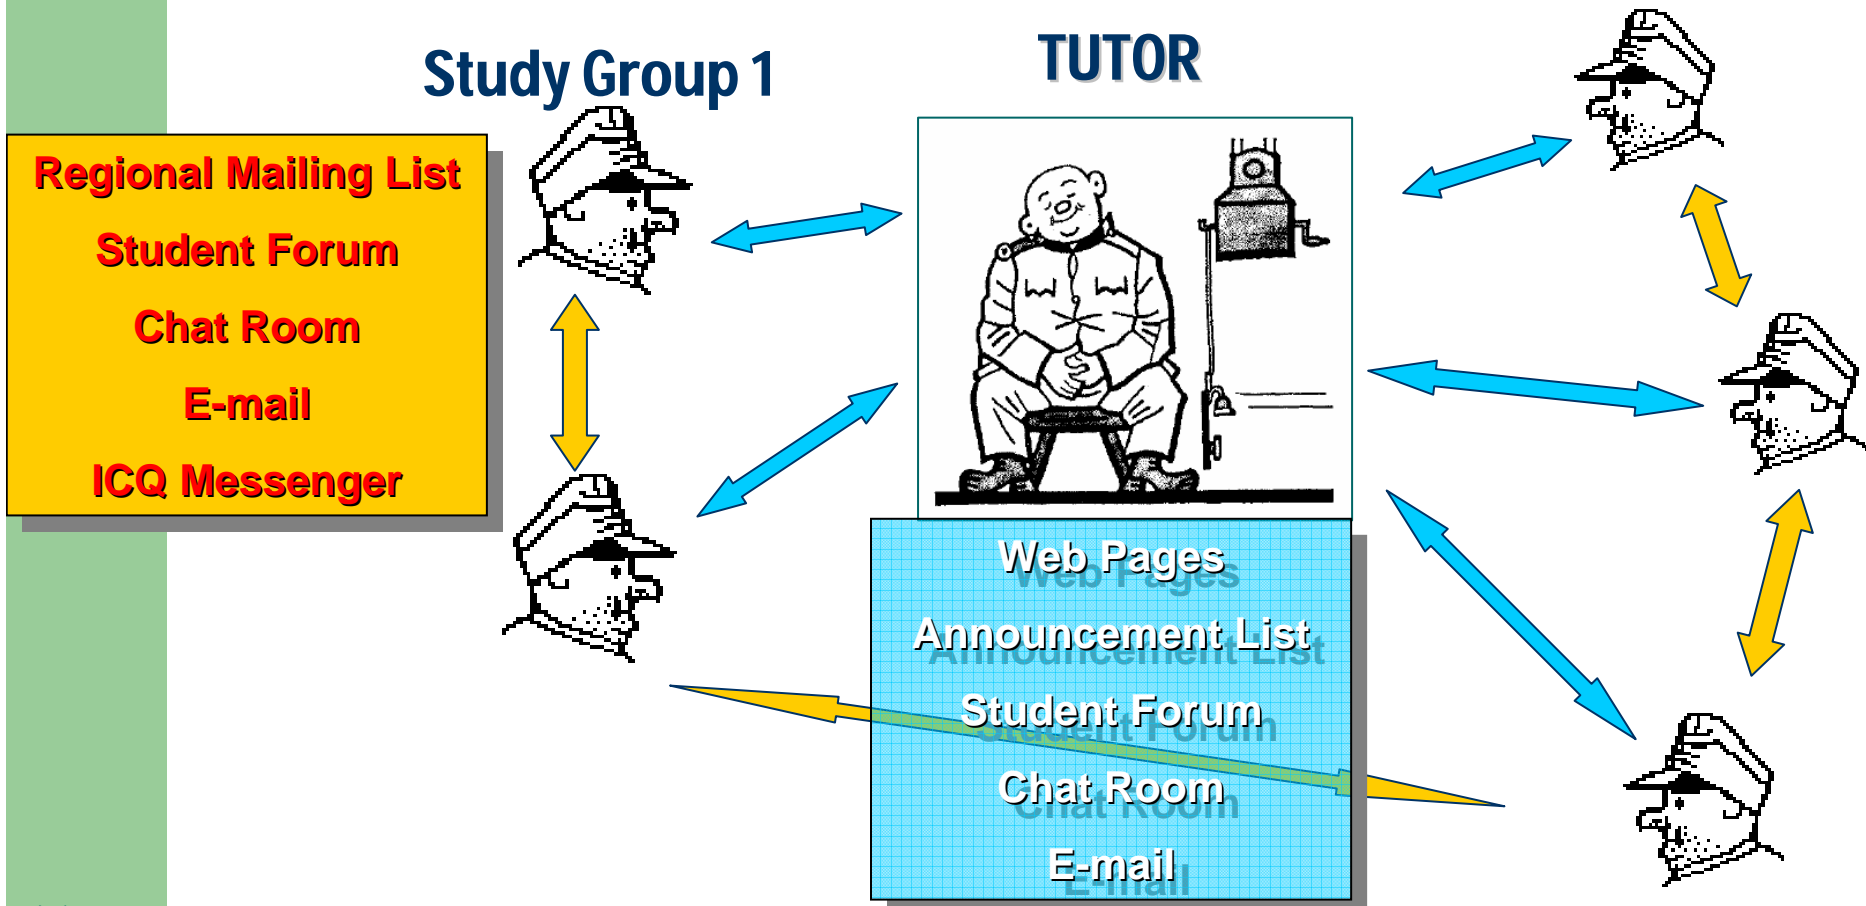 Study Group 1
TUTOR
Regional Mailing List
Student Forum
Chat Room
E-mail
ICQ Messenger
Web Pages
Announcement List
Student Forum
Chat Room
E-mail